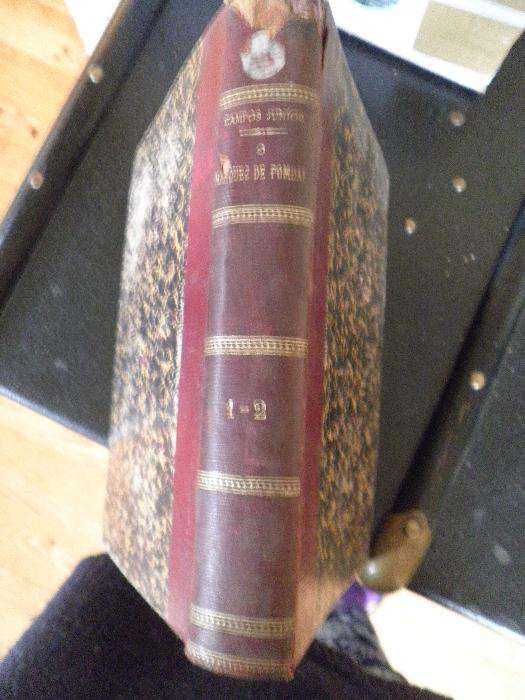 CAMPOS JUNIOR
O
MARQUEZ DE POMBAL
1-2